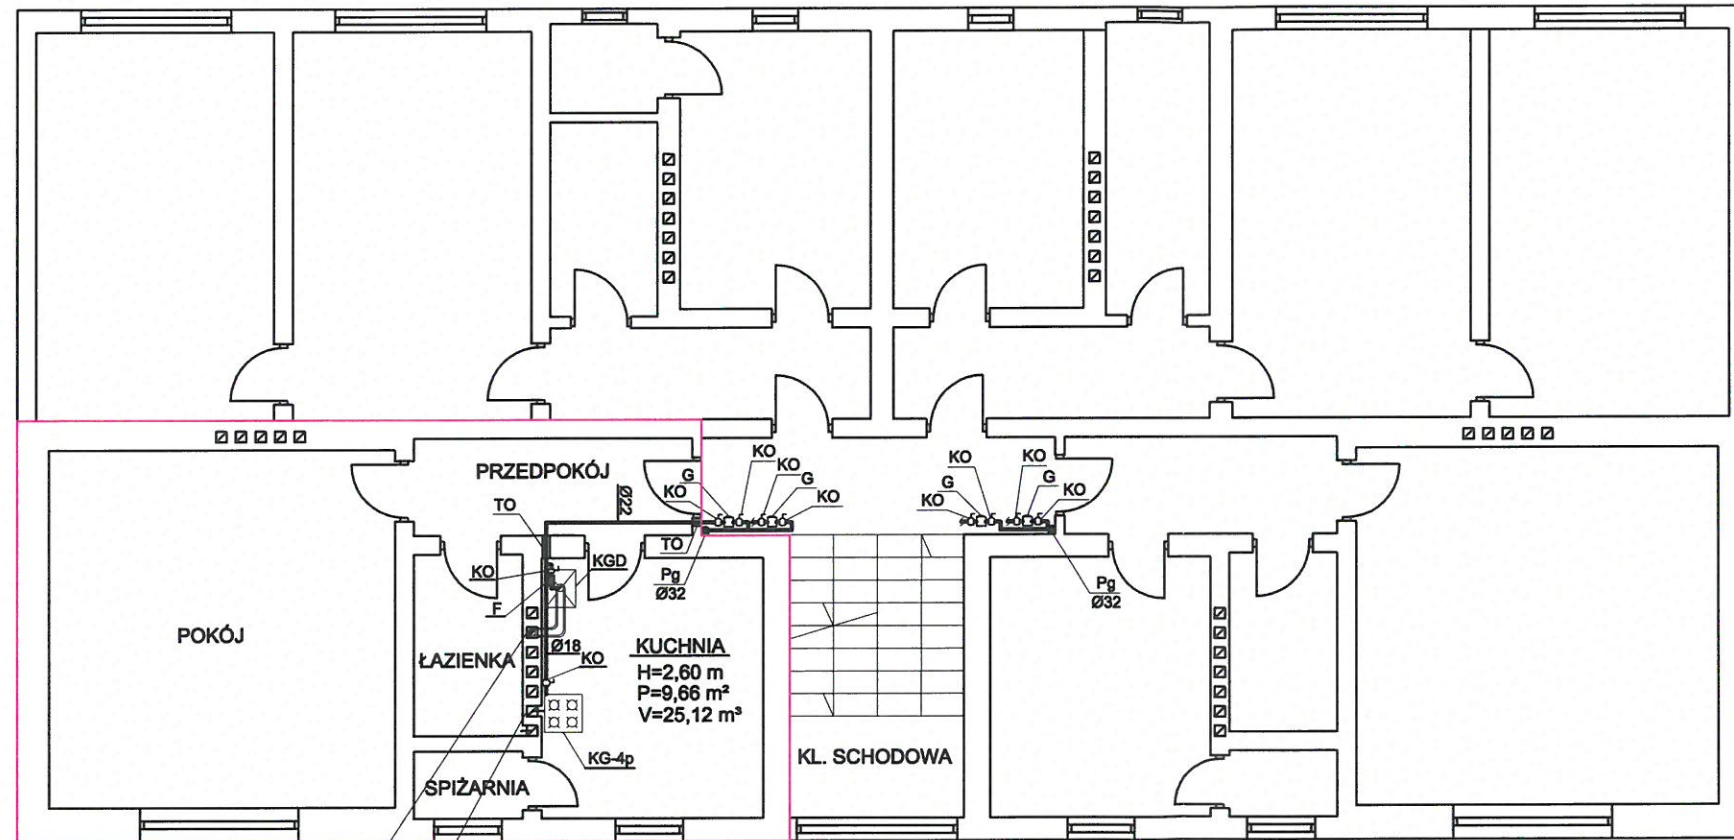 PRZEDPOKÓJ
Ø22
TO
KO
G
KO
KO
G
KO
TO
Pg
Ø32
KO
G
KO
KO
G
KO
Pg
Ø32
KO
F
KGD
POKÓJ
ŁAZIENKA
Ø18
KO
KUCHNIA
H=2,60 m
P=9,66 m²
V=25,12 m³
KG-4p
SPIŻARNIA
KL. SCHODOWA